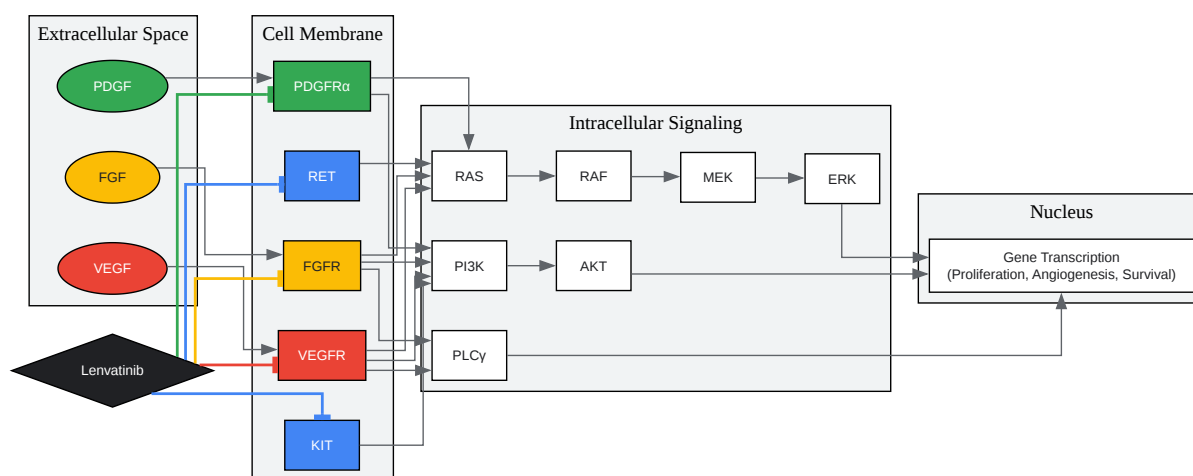 Extracellular Space
Cell Membrane
PDGF
PDGFRα
Intracellular Signaling
FGF
RET
RAS
RAF
MEK
ERK
Nucleus
VEGF
FGFR
PI3K
AKT
Gene Transcription
(Proliferation, Angiogenesis, Survival)
Lenvatinib
VEGFR
PLCγ
KIT